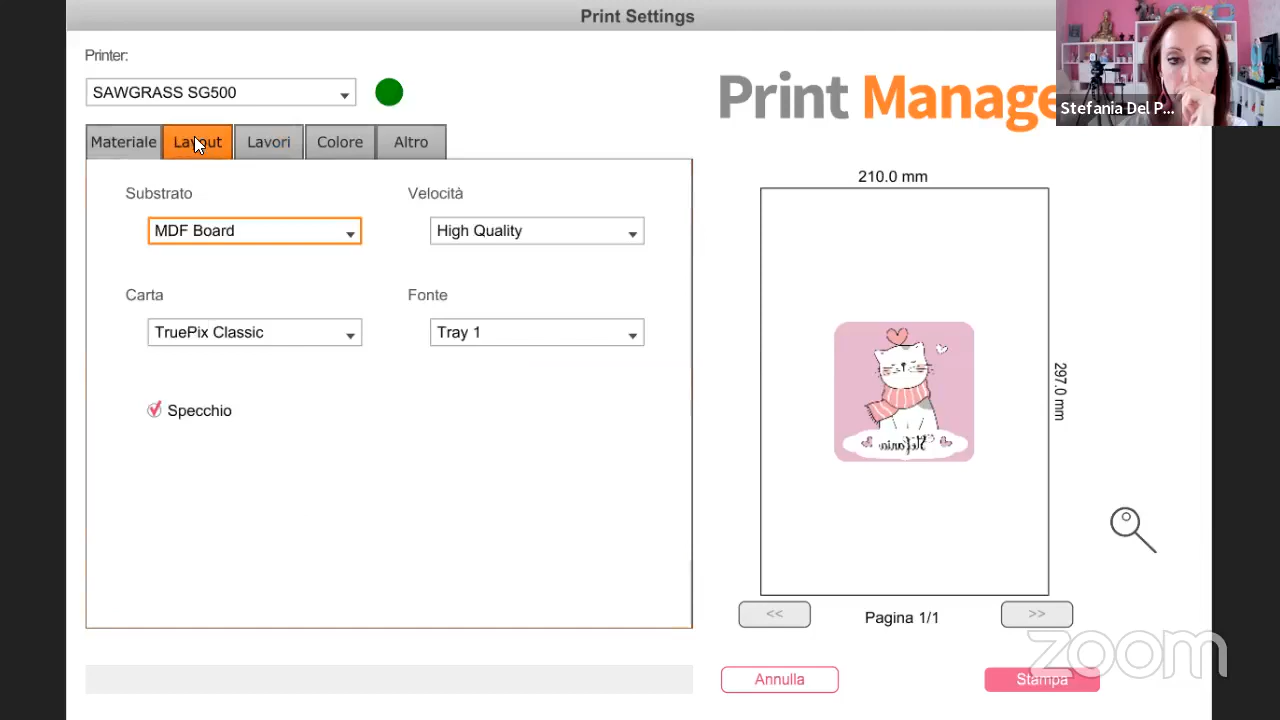 Print Settings
Printer:
SAWGRASS SG500
Print Manage
Stefania Del P...
Materiale Layout Lavori Colore Altro
Substrato
Velocità
MDF Board
High Quality
Carta
Fonte
TruePix Classic
Tray 1
Specchio
210.0 mm
297.0 mm
Stefania
<<
Pagina 1/1
>>
Annulla
Stampa
zoom